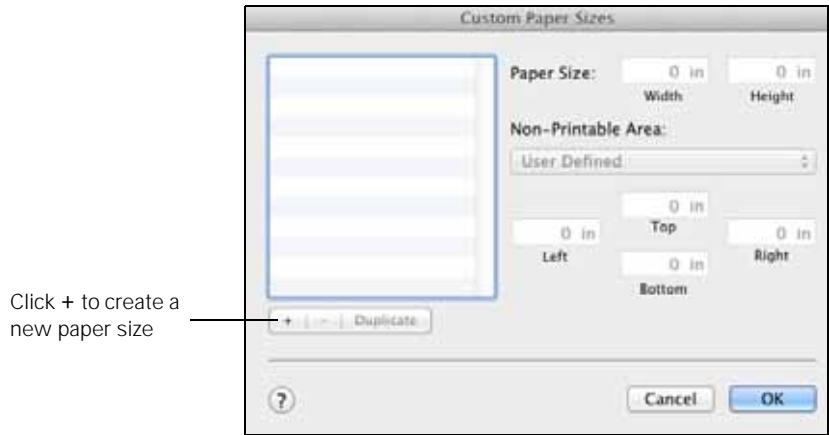 Custom Paper Sizes
Paper Size: 0 in 0 in
Width Height
Non-Printable Area:
User Defined
0 in
Top
0 in 0 in
Left Right
0 in
Bottom
Click + to create a
new paper size
+ - Duplicate
? Cancel OK